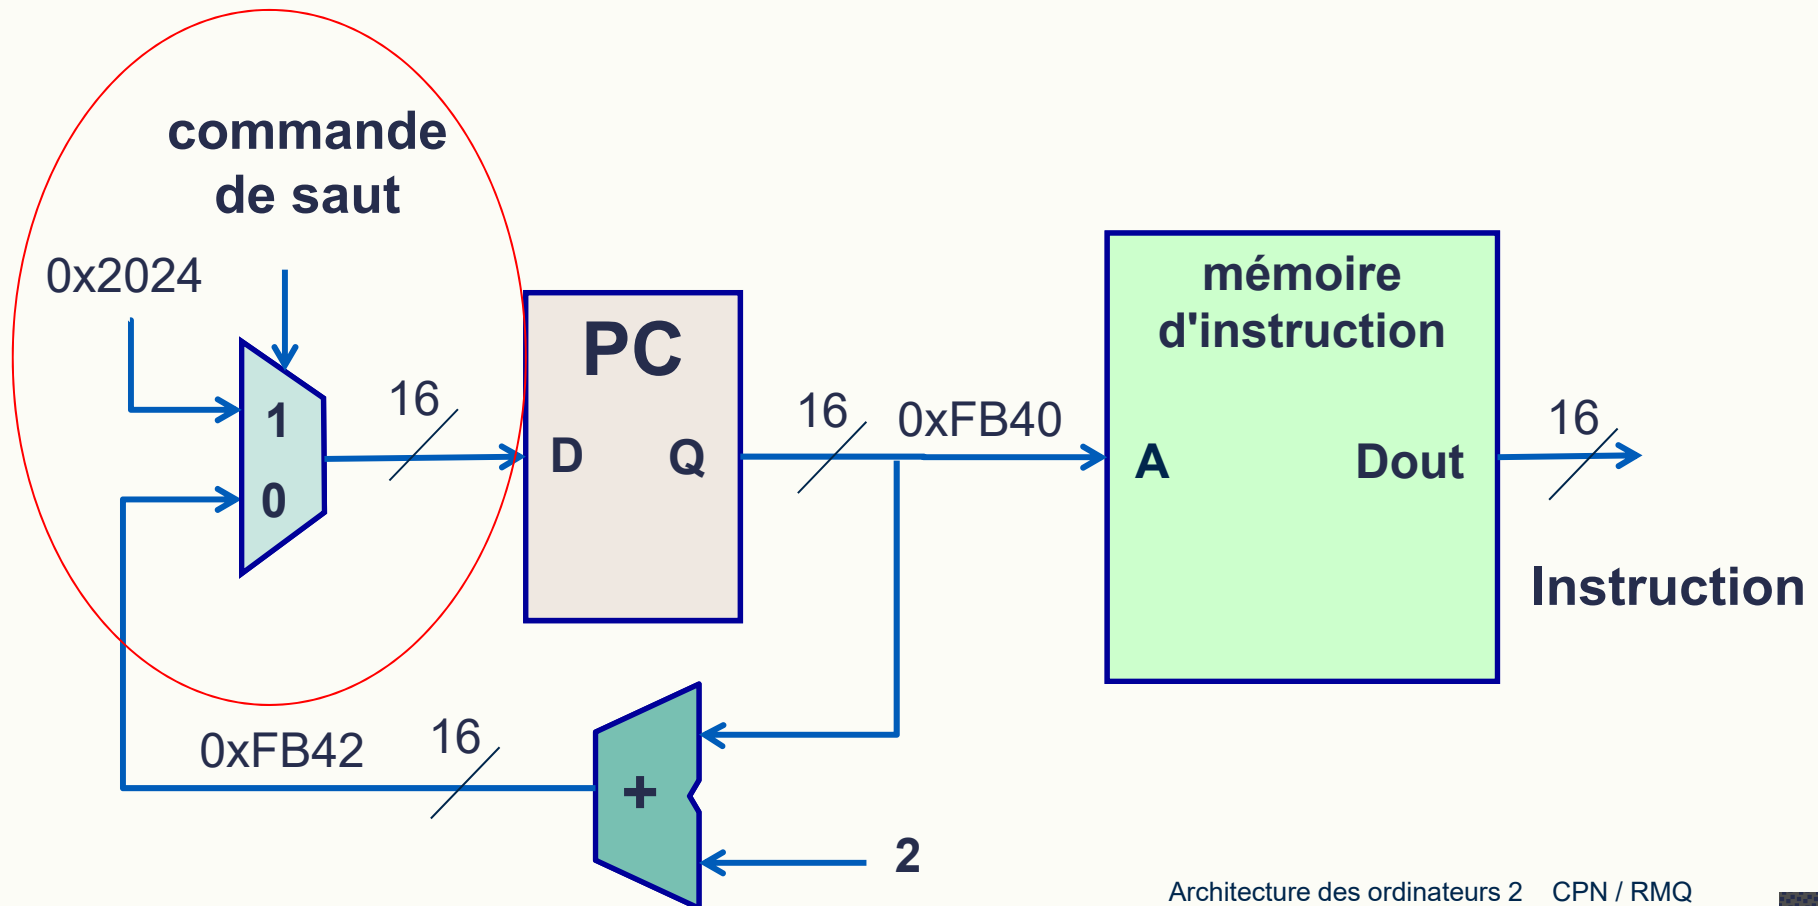 commande
de saut
0x2024
1
0
16
PC
D
Q
16
0xFB40
mémoire
d'instruction
A
Dout
16
Instruction
0xFB42
16
+
2
Architecture des ordinateurs 2 CPN / RMQ